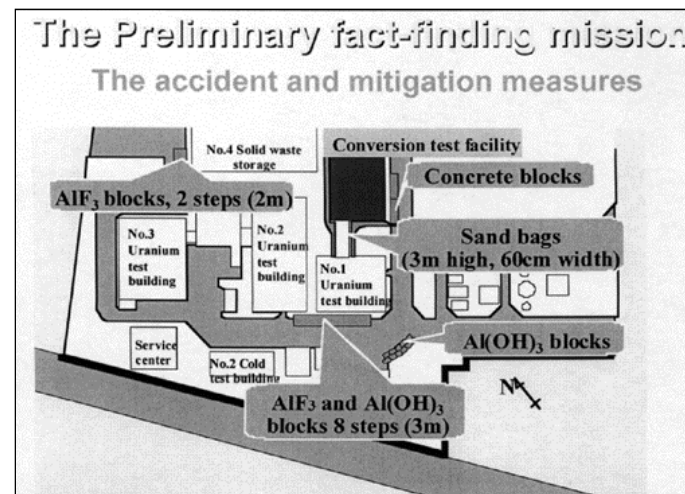 The Preliminary fact-finding mission
The accident and mitigation measures
No.4 Solid waste
storage
Conversion test facility
Concrete blocks
AlF₃ blocks, 2 steps (2m)
No.3
Uranium
test
building
No.2
Uranium
test
building
Sand bags
(3m high, 60cm width)
No.1
Uranium
test building
Service
center
No.2 Cold
test building
Al(OH)₃ blocks
AlF₃ and Al(OH)₃
blocks 8 steps (3m)
N